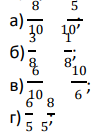 а) 8/10 5/10;
б) 3/8 1/8;
в) 6/10 10/6;
г) 6/5 8/5;